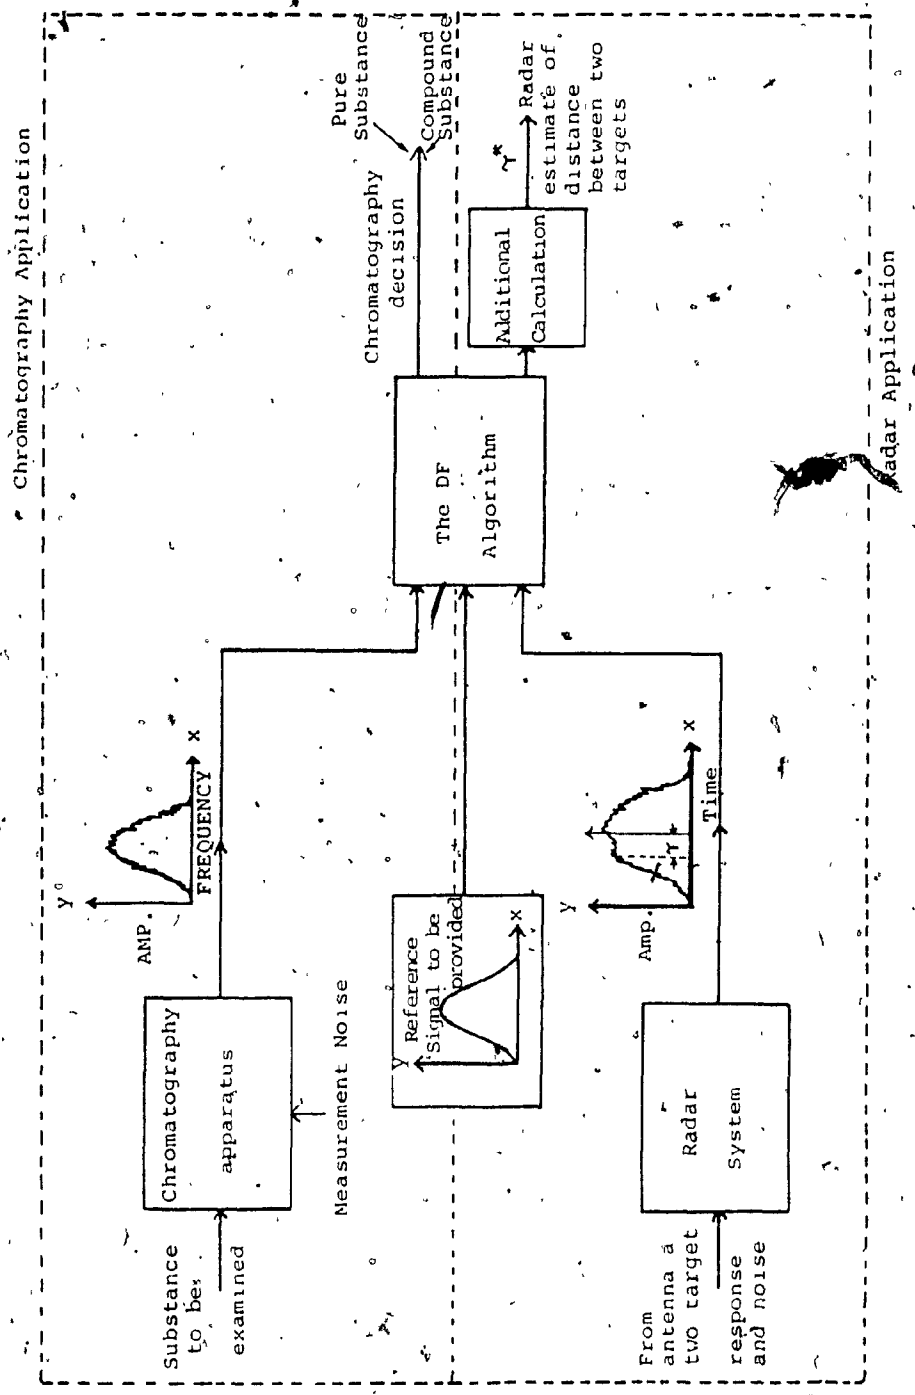 Chromatography Application
Substance
to be
examined
Chromatography
apparatus
Measurement Noise
y
AMP.
FREQUENCY
x
Reference
Signal to be
provided
y
x
From
antenna a
two target
response
and noise
Radar
System
y
Amp.
τ
Time
x
The DF
Algorithm
Chromatography
decision
Pure
Substance
Compound
Substance
Additional
Calculation
τ*
Radar
estimate of
distance
between two
targets
Radar Application